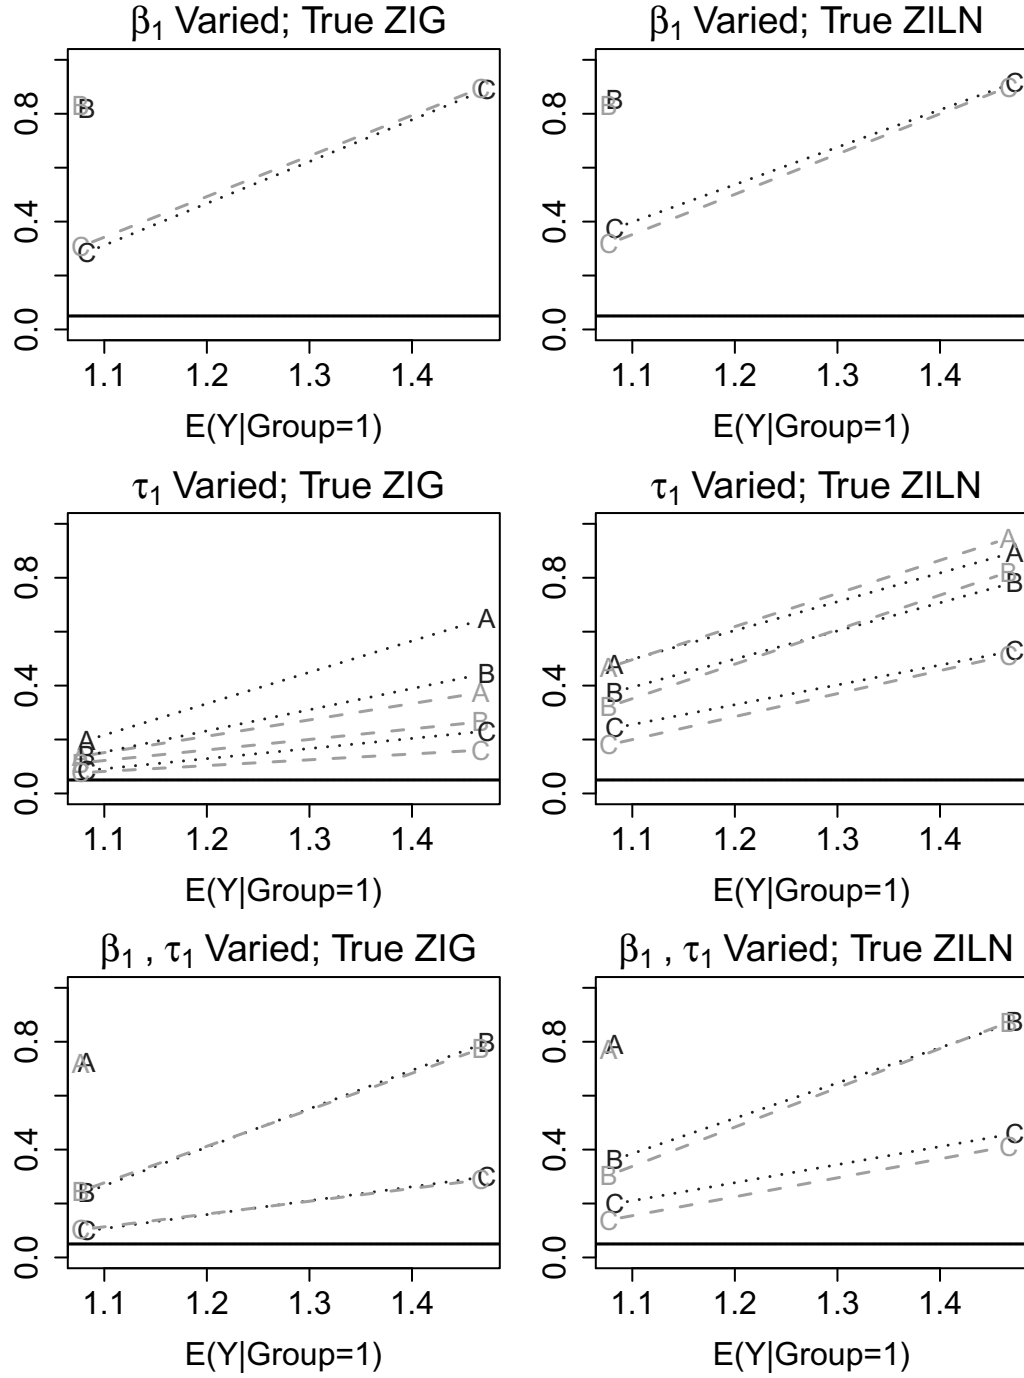 β1 Varied; True ZIG
0.0 0.4 0.8
B B C C C C
1.1 1.2 1.3 1.4
E(Y|Group=1)
β1 Varied; True ZILN
0.0 0.4 0.8
B B C C C C
1.1 1.2 1.3 1.4
E(Y|Group=1)
τ1 Varied; True ZIG
0.0 0.4 0.8
A B C A B C A B C A B C
1.1 1.2 1.3 1.4
E(Y|Group=1)
τ1 Varied; True ZILN
0.0 0.4 0.8
A A B B C C A A B B C C
1.1 1.2 1.3 1.4
E(Y|Group=1)
β1 , τ1 Varied; True ZIG
0.0 0.4 0.8
A A B B C C B B C C
1.1 1.2 1.3 1.4
E(Y|Group=1)
β1 , τ1 Varied; True ZILN
0.0 0.4 0.8
A A B B C C B B C C
1.1 1.2 1.3 1.4
E(Y|Group=1)